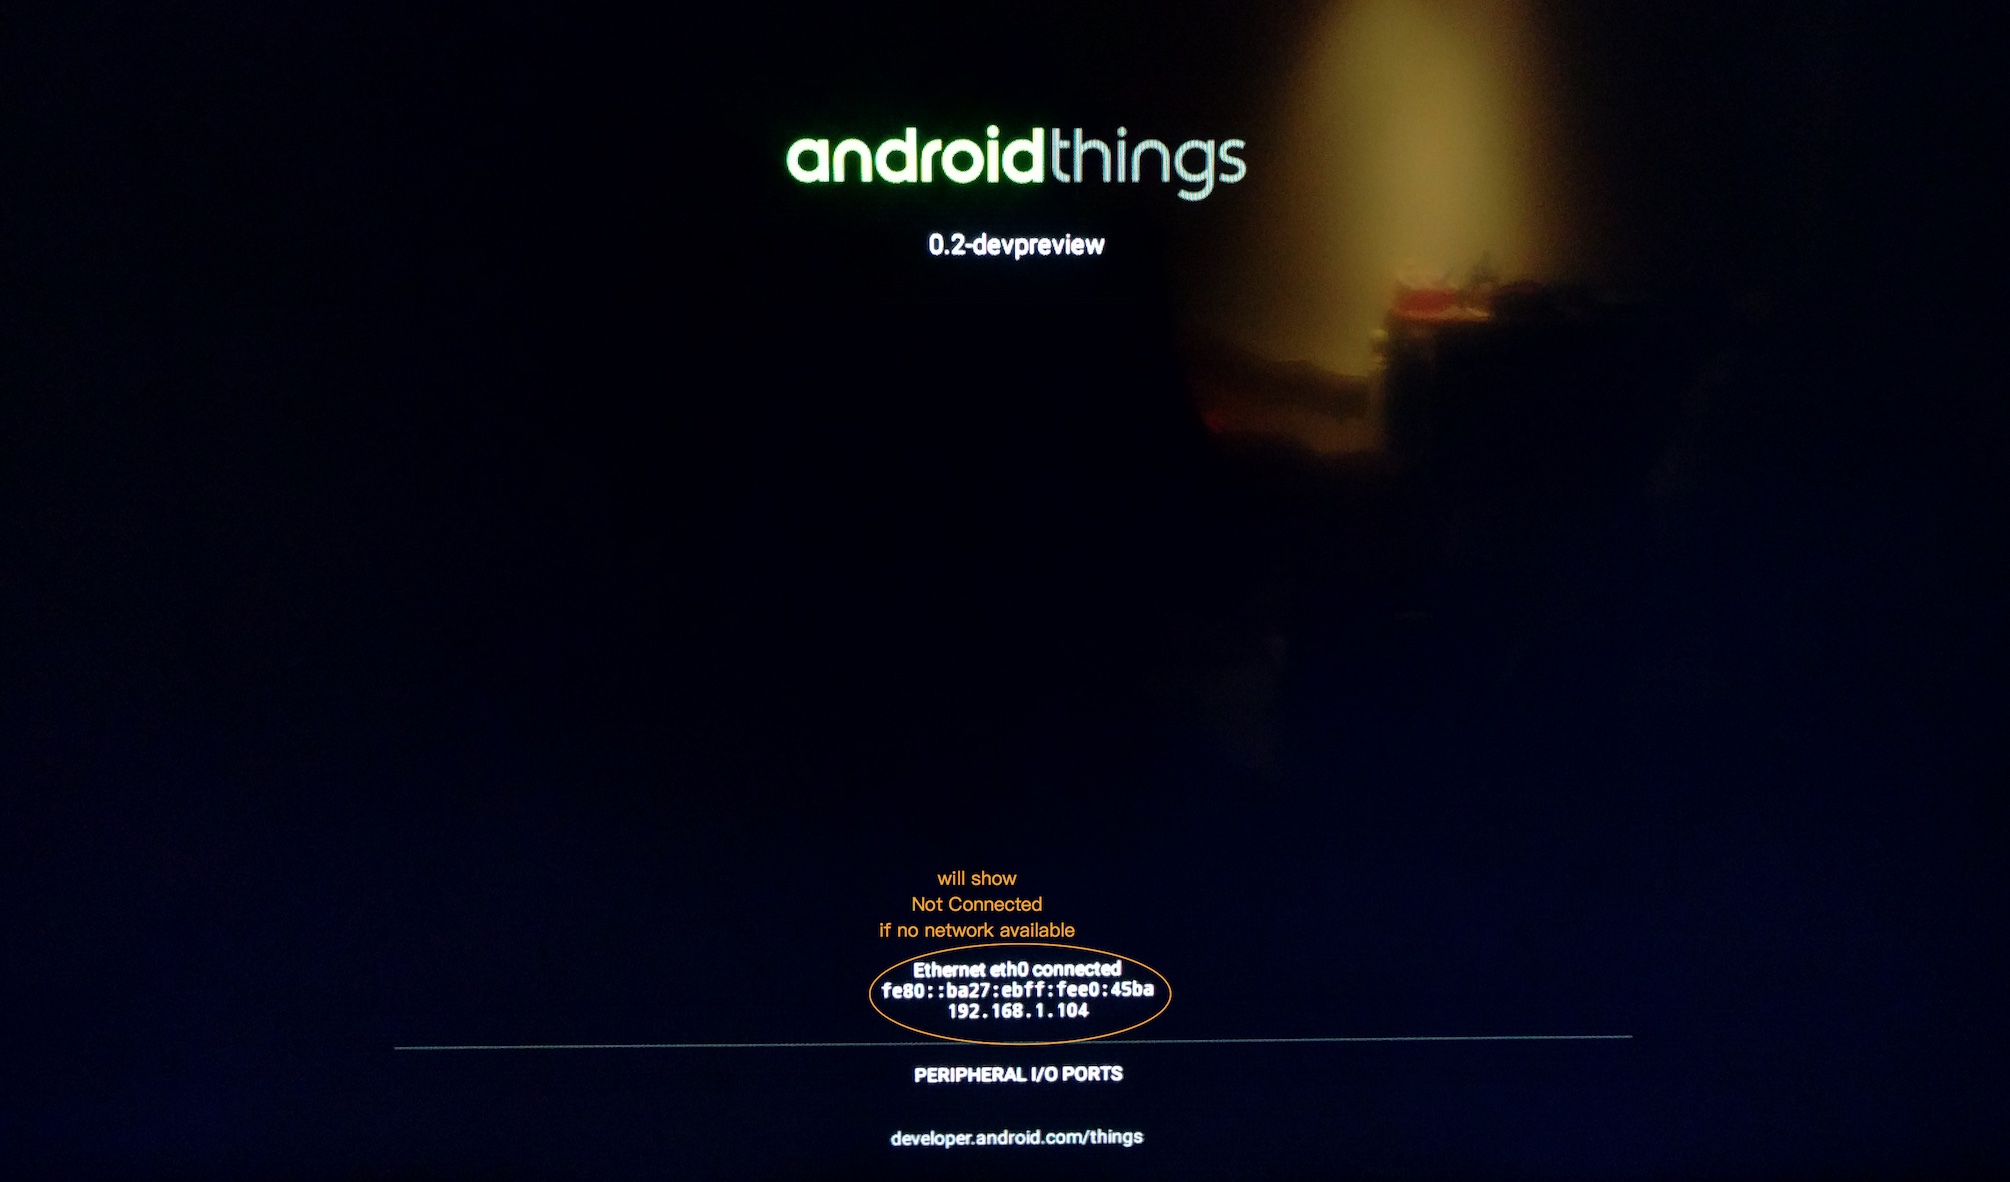 androidthings
0.2-devpreview
will show
Not Connected
if no network available
Ethernet eth0 connected
fe80::ba27:ebff:fee0:45ba
192.168.1.104
PERIPHERAL I/O PORTS
developer.android.com/things